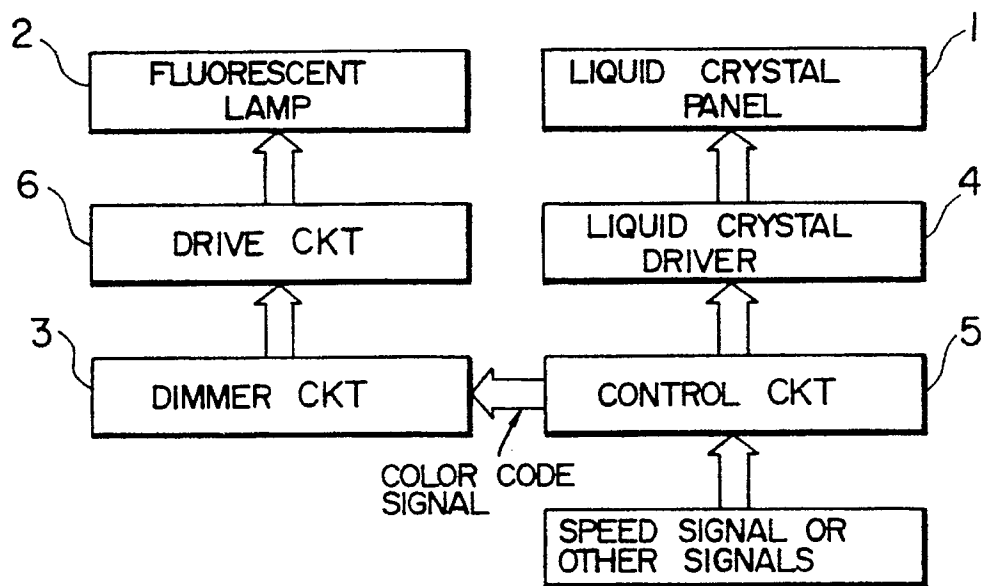 2
FLUORESCENT
LAMP
1
LIQUID CRYSTAL
PANEL
6
DRIVE CKT
4
LIQUID CRYSTAL
DRIVER
3
DIMMER CKT
5
CONTROL CKT
COLOR CODE
SIGNAL
SPEED SIGNAL OR
OTHER SIGNALS